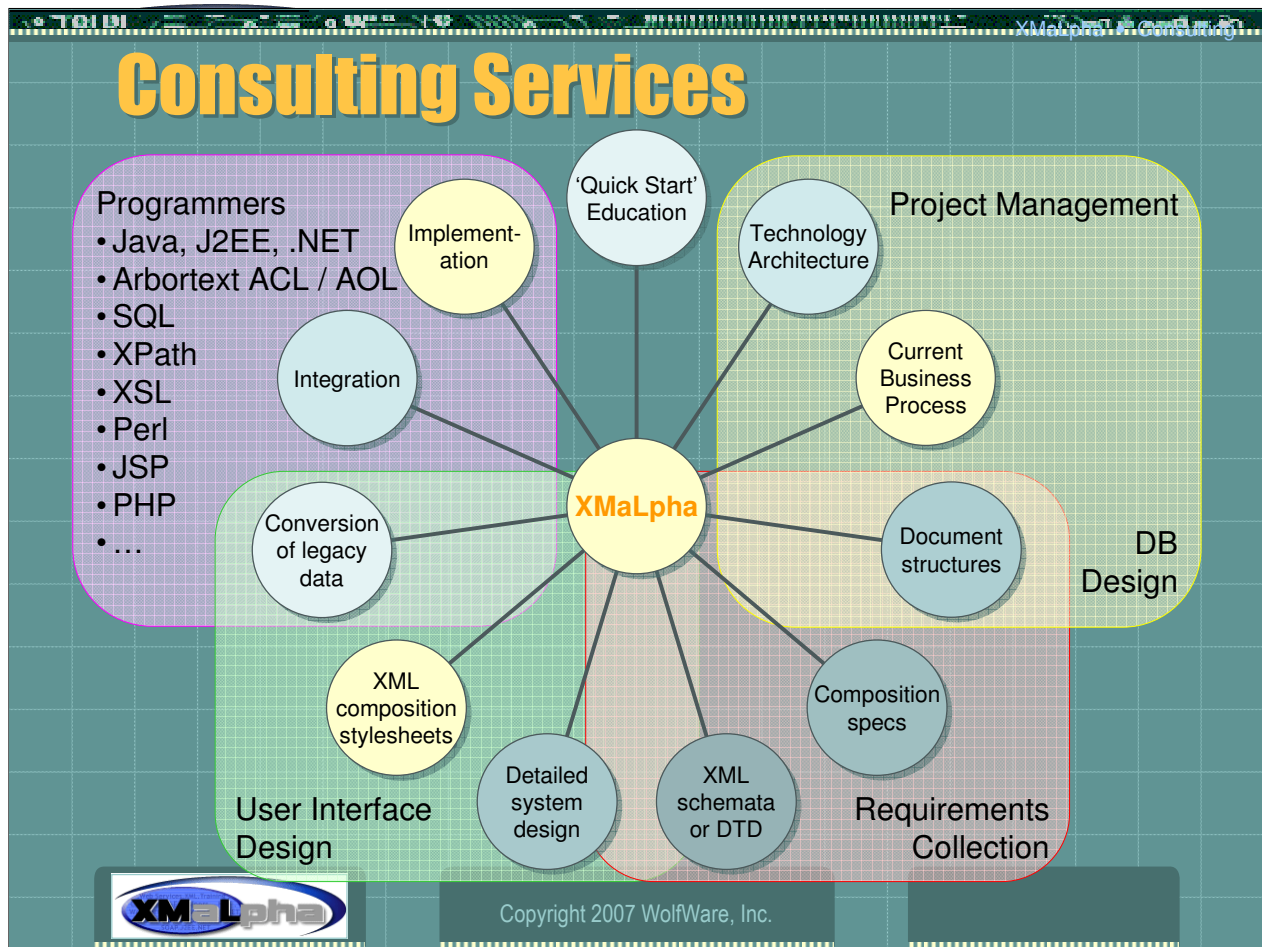 XMaLpha
Consulting
Consulting Services
Programmers
• Java, J2EE, .NET
• Arbortext ACL / AOL
• SQL
• XPath
• XSL
• Perl
• JSP
• PHP
• …
Implement-
ation
'Quick Start'
Education
Technology
Architecture
Project Management
Integration
Current
Business
Process
XMaLpha
Conversion
of legacy
data
Document
structures
DB
Design
XML
composition
stylesheets
Composition
specs
Detailed
system
design
XML
schemata
or DTD
User Interface
Design
Requirements
Collection
XMaLpha
Copyright 2007 WolfWare, Inc.